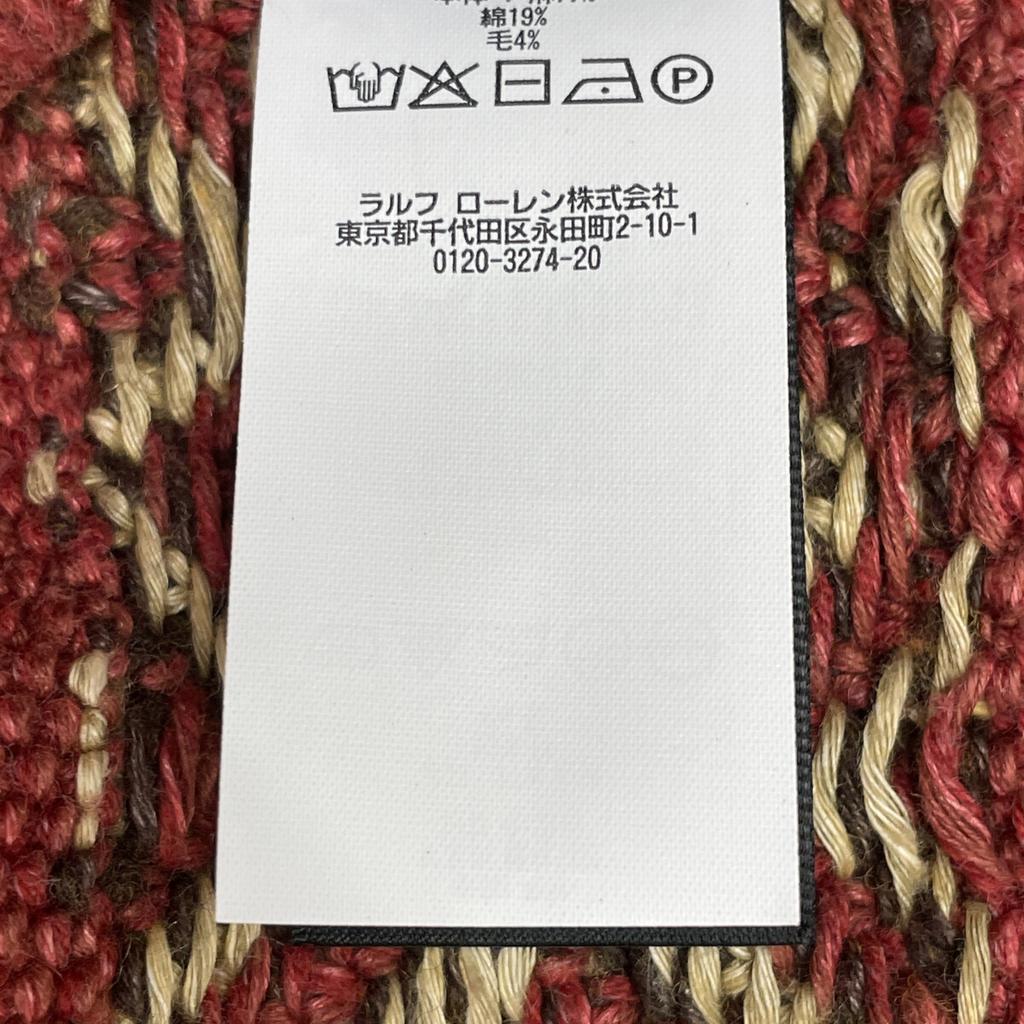 綿19%
毛4%
P
ラルフ ローレン株式会社
東京都千代田区永田町2-10-1
0120-3274-20